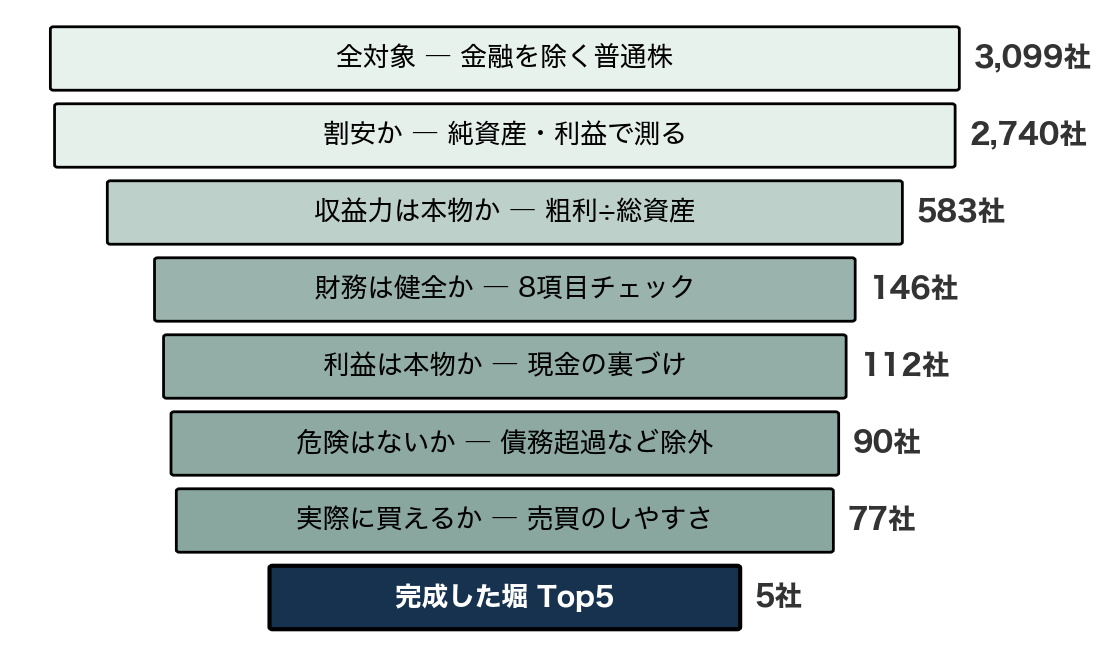 全対象 — 金融を除く普通株 3,099社
割安か — 純資産・利益で測る 2,740社
収益力は本物か — 粗利÷総資産 583社
財務は健全か — 8項目チェック 146社
利益は本物か — 現金の裏づけ 112社
危険はないか — 債務超過など除外 90社
実際に買えるか — 売買のしやすさ 77社
完成した堀 Top5 5社